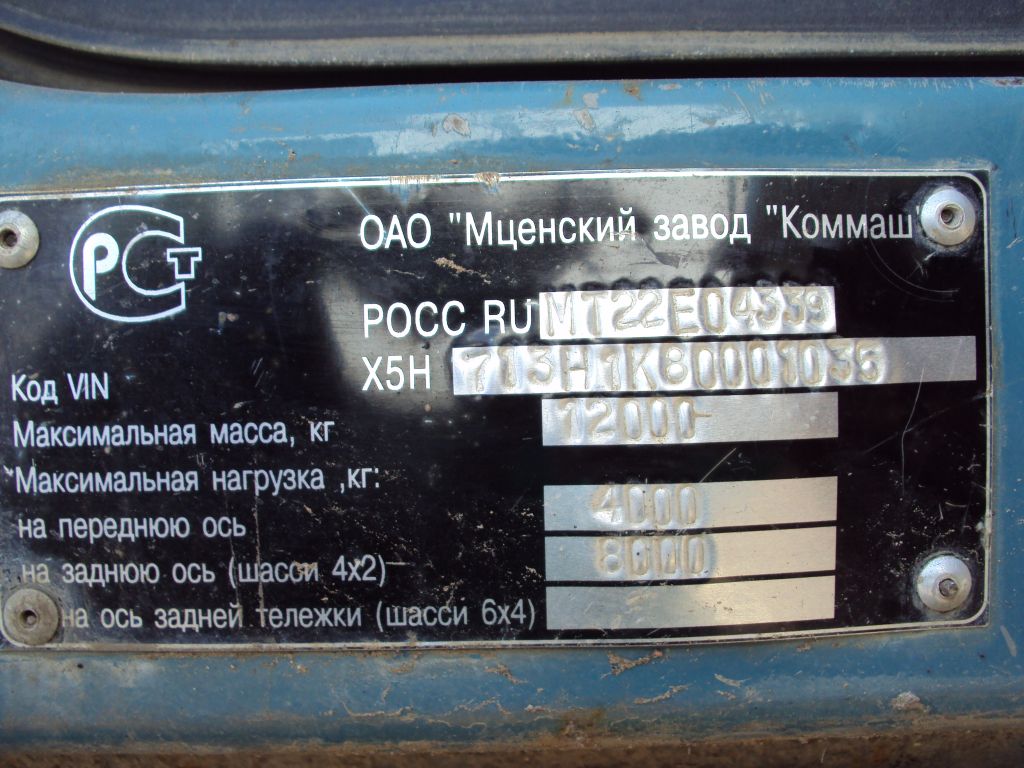 РСТ
ОАО "Мценский завод "Коммаш
РОСС RU МТ22Е04339
Код VIN X5H 713H1K80001035
Максимальная масса, кг 12000
Максимальная нагрузка ,кг:
на переднюю ось 4000
на заднюю ось (шасси 4х2) 8000
на ось задней тележки (шасси 6х4)